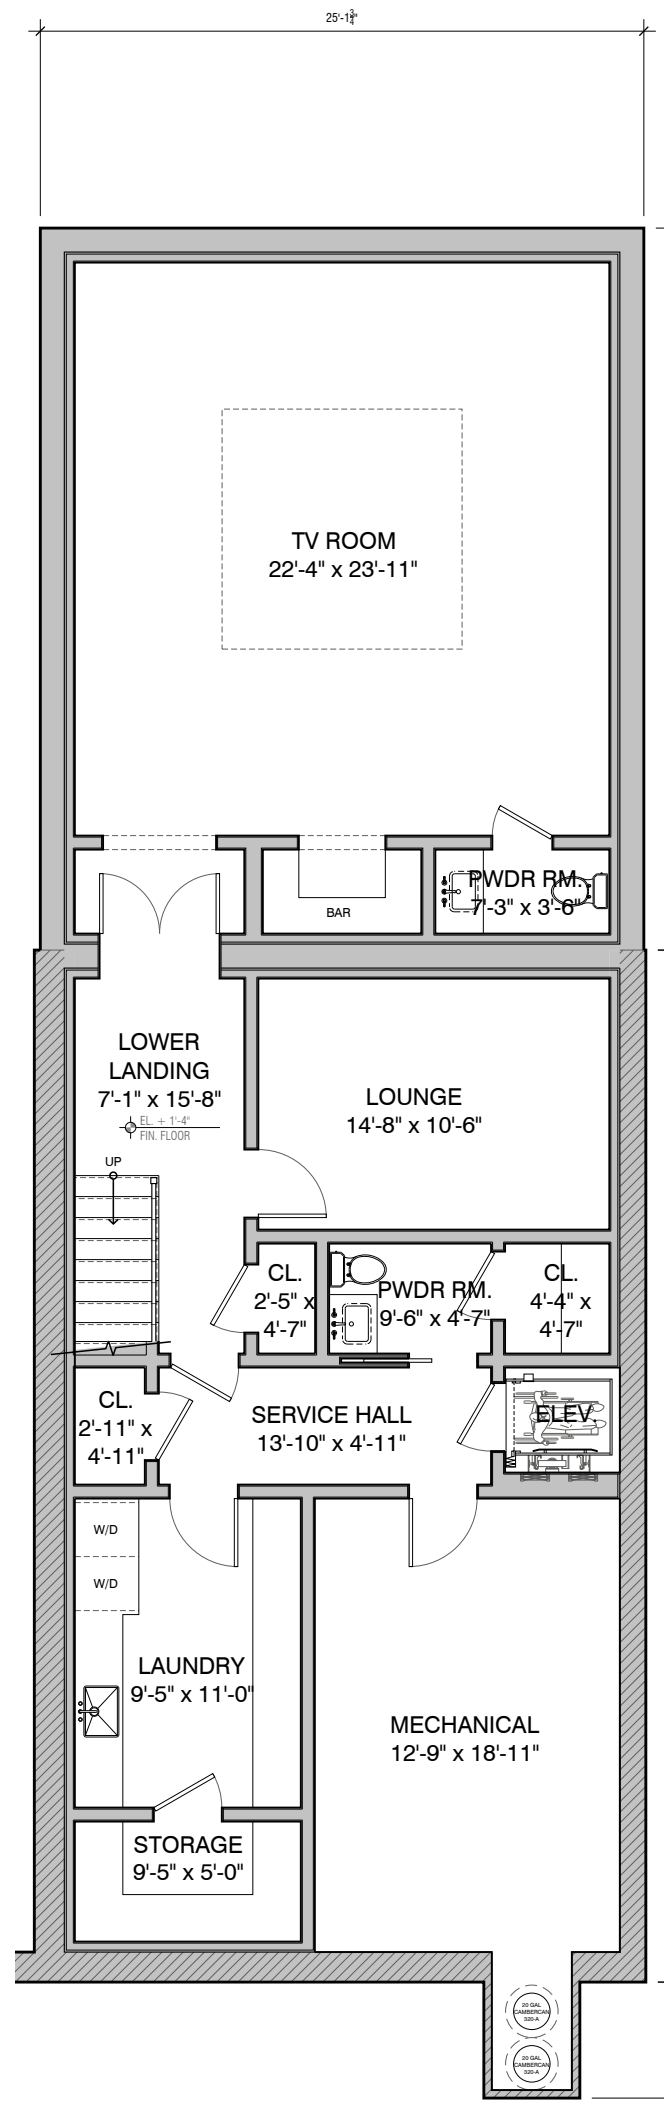 25'-1¾"
TV ROOM
22'-4" x 23'-11"
BAR
PWDR RM.
7'-3" x 3'-6"
LOWER
LANDING
7'-1" x 15'-8"
EL. + 1'-4"
FIN. FLOOR
UP
LOUNGE
14'-8" x 10'-6"
CL.
2'-5" x
4'-7"
PWDR RM.
9'-6" x 4'-7"
CL.
4'-4" x
4'-7"
CL.
2'-11" x
4'-11"
SERVICE HALL
13'-10" x 4'-11"
ELEV.
W/D
W/D
LAUNDRY
9'-5" x 11'-0"
MECHANICAL
12'-9" x 18'-11"
STORAGE
9'-5" x 5'-0"
20 GAL
CAMBERCAN
320-A
20 GAL
CAMBERCAN
320-A